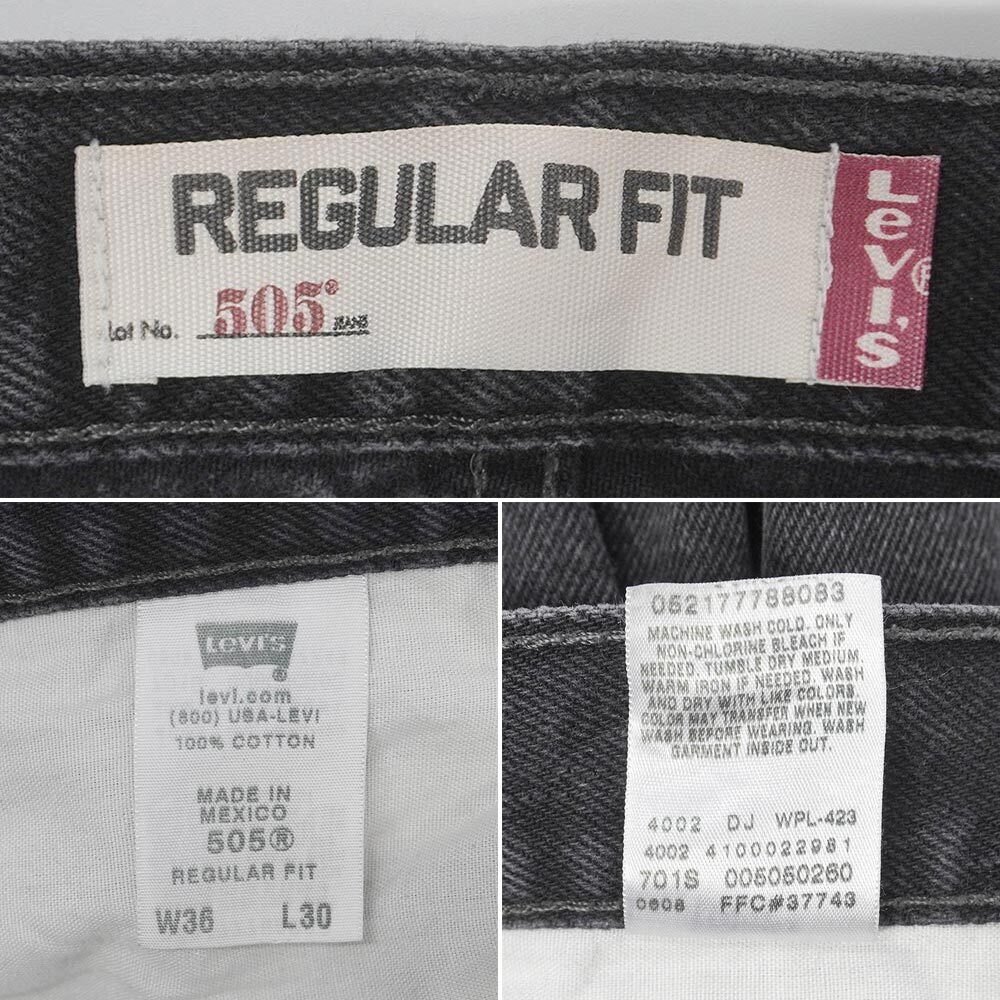 REGULAR FIT
Lot No. 505® JEANS
Levi's®
Levi's®
levi.com
(800) USA-LEVI
100% COTTON
MADE IN
MEXICO
505®
REGULAR FIT
W36 L30
052177788083
MACHINE WASH COLD. ONLY
NON-CHLORINE BLEACH IF
NEEDED. TUMBLE DRY MEDIUM.
WARM IRON IF NEEDED. WASH
AND DRY WITH LIKE COLORS.
COLOR MAY TRANSFER WHEN NEW
WASH BEFORE WEARING. WASH
GARMENT INSIDE OUT.
4002 DJ WPL-423
4002 4100022981
701S 005050260
0608 FFC#37743